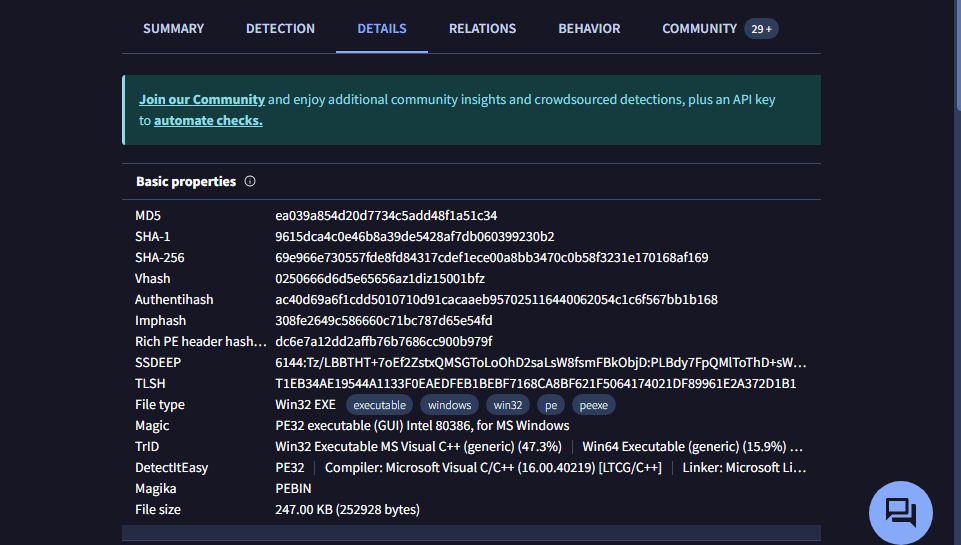 SUMMARY DETECTION DETAILS RELATIONS BEHAVIOR COMMUNITY 29+
Join our Community and enjoy additional community insights and crowdsourced detections, plus an API key
to automate checks.
Basic properties
MD5 ea039a854d20d7734c5add48f1a51c34
SHA-1 9615dca4c0e46b8a39de5428af7db060399230b2
SHA-256 69e966e730557fde8fd84317cdef1ece00a8bb3470c0b58f3231e170168af169
Vhash 0250666d6d5e65656az1diz15001bfz
Authentihash ac40d69a6f1cdd5010710d91cacaaeb957025116440062054c1c6f567bb1b168
Imphash 308fe2649c586660c71bc787d65e54fd
Rich PE header hash... dc6e7a12dd2affb76b7686cc900b979f
SSDEEP 6144:Tz/LBBTHT+7oEf2ZstxQMSGToLoOhD2saLsW8fsmFBkObjD:PLBdy7FpQMlToThD+sW...
TLSH T1EB34AE19544A1133F0EAEDFEB1BEBF7168CA8BF621F5064174021DF89961E2A372D1B1
File type Win32 EXE executable windows win32 pe peexe
Magic PE32 executable (GUI) Intel 80386, for MS Windows
TrID Win32 Executable MS Visual C++ (generic) (47.3%) Win64 Executable (generic) (15.9%) ...
DetectItEasy PE32 Compiler: Microsoft Visual C/C++ (16.00.40219) [LTCG/C++] Linker: Microsoft Li...
Magika PEBIN
File size 247.00 KB (252928 bytes)